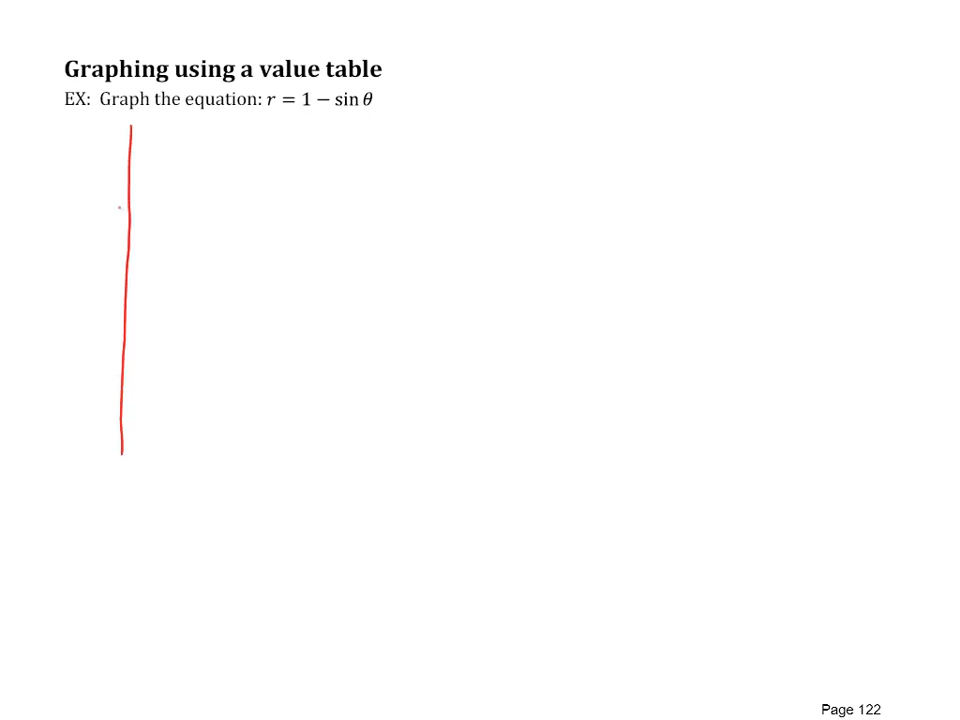 Graphing using a value table
EX: Graph the equation: r = 1 − sin θ
Page 122